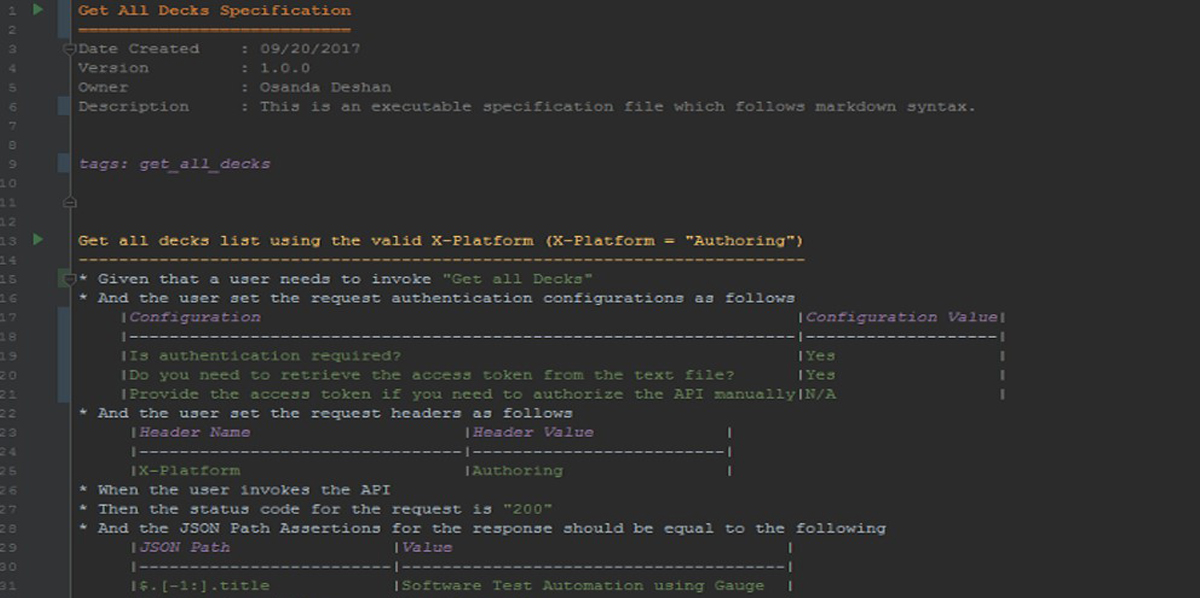 1 Get All Decks Specification
2 ===========================
3 Date Created : 09/20/2017
4 Version : 1.0.0
5 Owner : Osanda Deshan
6 Description : This is an executable specification file which follows markdown syntax.
7
8
9 tags: get_all_decks
10
11
12
13 Get all decks list using the valid X-Platform (X-Platform = "Authoring")
14 ------------------------------------------------------------------------
15 * Given that a user needs to invoke "Get all Decks"
16 * And the user set the request authentication configurations as follows
17 |Configuration |Configuration Value|
18 |------------------------------------------------------------------|-------------------|
19 |Is authentication required? |Yes |
20 |Do you need to retrieve the access token from the text file? |Yes |
21 |Provide the access token if you need to authorize the API manually|N/A |
22 * And the user set the request headers as follows
23 |Header Name |Header Value |
24 |--------------------------------|-------------------------|
25 |X-Platform |Authoring |
26 * When the user invokes the API
27 * Then the status code for the request is "200"
28 * And the JSON Path Assertions for the response should be equal to the following
29 |JSON Path |Value |
30 |-------------------------|--------------------------------------|
31 |$.[-1:].title |Software Test Automation using Gauge |